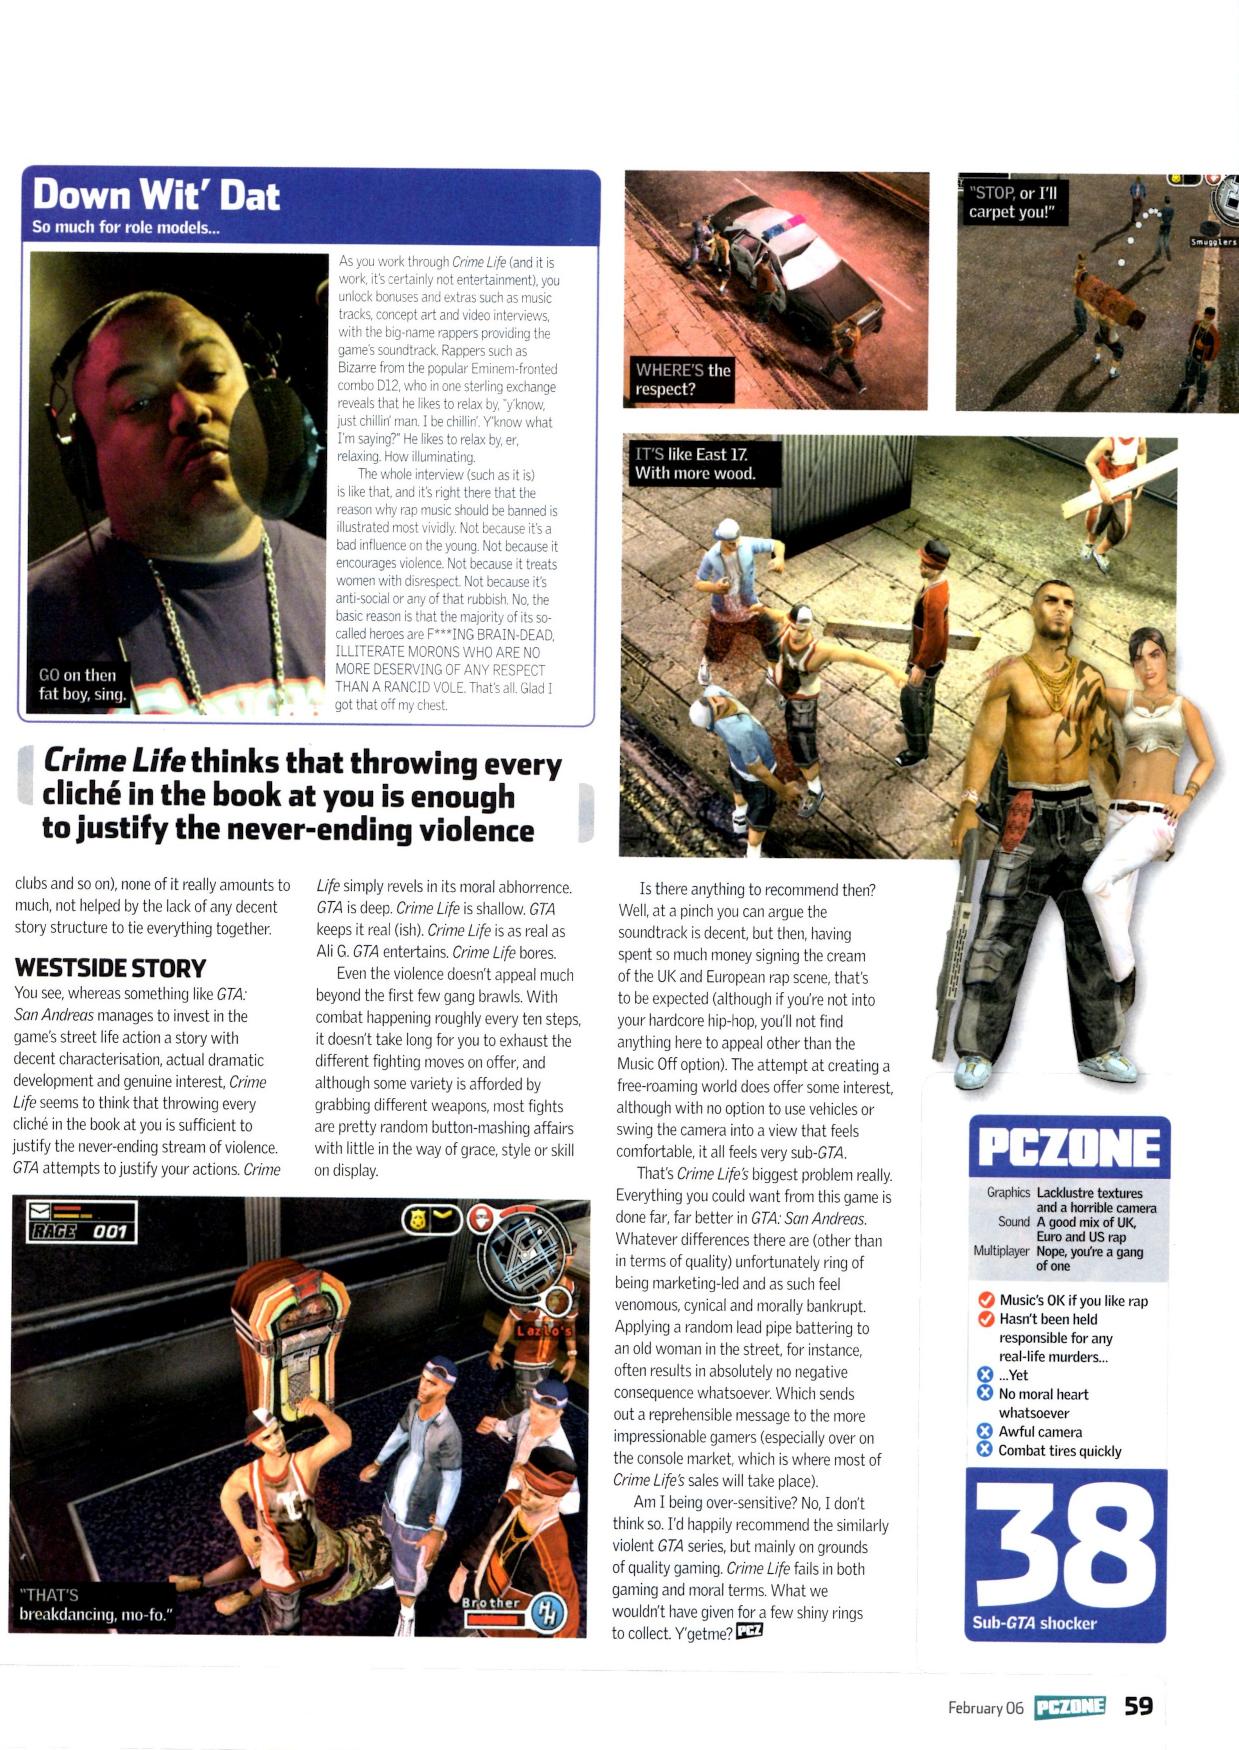 Down Wit' Dat
So much for role models...
As you work through Crime Life (and it is
work, it's certainly not entertainment), you
unlock bonuses and extras such as music
tracks, concept art and video interviews,
with the big-name rappers providing the
game's soundtrack. Rappers such as
Bizarre from the popular Eminem-fronted
combo D12, who in one sterling exchange
reveals that he likes to relax by, "y'know,
just chillin' man. I be chillin'. Y'know what
I'm saying?" He likes to relax by, er,
relaxing. How illuminating.
The whole interview (such as it is)
is like that, and it's right there that the
reason why rap music should be banned is
illustrated most vividly. Not because it's a
bad influence on the young. Not because it
encourages violence. Not because it treats
women with disrespect. Not because it's
anti-social or any of that rubbish. No, the
basic reason is that the majority of its so-
called heroes are F***ING BRAIN-DEAD,
ILLITERATE MORONS WHO ARE NO
MORE DESERVING OF ANY RESPECT
THAN A RANCID VOLE. That's all. Glad I
got that off my chest.
GO on then
fat boy, sing.
WHERE'S the
respect?
"STOP, or I'll
carpet you!"
Smugglers
IT'S like East 17.
With more wood.
Crime Life thinks that throwing every
cliché in the book at you is enough
to justify the never-ending violence
clubs and so on), none of it really amounts to
much, not helped by the lack of any decent
story structure to tie everything together.
WESTSIDE STORY
You see, whereas something like GTA:
San Andreas manages to invest in the
game's street life action a story with
decent characterisation, actual dramatic
development and genuine interest, Crime
Life seems to think that throwing every
cliché in the book at you is sufficient to
justify the never-ending stream of violence.
GTA attempts to justify your actions. Crime
Life simply revels in its moral abhorrence.
GTA is deep. Crime Life is shallow. GTA
keeps it real (ish). Crime Life is as real as
Ali G. GTA entertains. Crime Life bores.
Even the violence doesn't appeal much
beyond the first few gang brawls. With
combat happening roughly every ten steps,
it doesn't take long for you to exhaust the
different fighting moves on offer, and
although some variety is afforded by
grabbing different weapons, most fights
are pretty random button-mashing affairs
with little in the way of grace, style or skill
on display.
RAGE 001
Lazlo's
Brother
"THAT'S
breakdancing, mo-fo."
Is there anything to recommend then?
Well, at a pinch you can argue the
soundtrack is decent, but then, having
spent so much money signing the cream
of the UK and European rap scene, that's
to be expected (although if you're not into
your hardcore hip-hop, you'll not find
anything here to appeal other than the
Music Off option). The attempt at creating a
free-roaming world does offer some interest,
although with no option to use vehicles or
swing the camera into a view that feels
comfortable, it all feels very sub-GTA.
That's Crime Life's biggest problem really.
Everything you could want from this game is
done far, far better in GTA: San Andreas.
Whatever differences there are (other than
in terms of quality) unfortunately ring of
being marketing-led and as such feel
venomous, cynical and morally bankrupt.
Applying a random lead pipe battering to
an old woman in the street, for instance,
often results in absolutely no negative
consequence whatsoever. Which sends
out a reprehensible message to the more
impressionable gamers (especially over on
the console market, which is where most of
Crime Life's sales will take place).
Am I being over-sensitive? No, I don't
think so. I'd happily recommend the similarly
violent GTA series, but mainly on grounds
of quality gaming. Crime Life fails in both
gaming and moral terms. What we
wouldn't have given for a few shiny rings
to collect. Y'getme? PCZ
PCZONE
Graphics Lacklustre textures
and a horrible camera
Sound A good mix of UK,
Euro and US rap
Multiplayer Nope, you're a gang
of one
Music's OK if you like rap
Hasn't been held
responsible for any
real-life murders...
...Yet
No moral heart
whatsoever
Awful camera
Combat tires quickly
38
Sub-GTA shocker
February 06 PCZONE 59